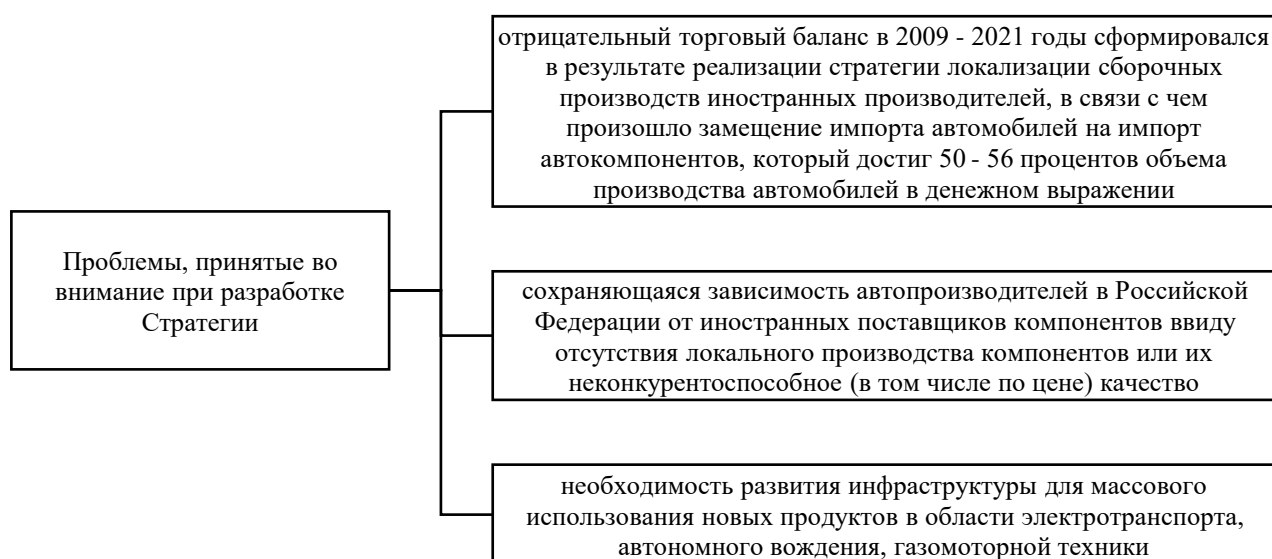 отрицательный торговый баланс в 2009 - 2021 годы сформировался
в результате реализации стратегии локализации сборочных
производств иностранных производителей, в связи с чем
произошло замещение импорта автомобилей на импорт
автокомпонентов, который достиг 50 - 56 процентов объема
производства автомобилей в денежном выражении
Проблемы, принятые во
внимание при разработке
Стратегии
сохраняющаяся зависимость автопроизводителей в Российской
Федерации от иностранных поставщиков компонентов ввиду
отсутствия локального производства компонентов или их
неконкурентоспособное (в том числе по цене) качество
необходимость развития инфраструктуры для массового
использования новых продуктов в области электротранспорта,
автономного вождения, газомоторной техники